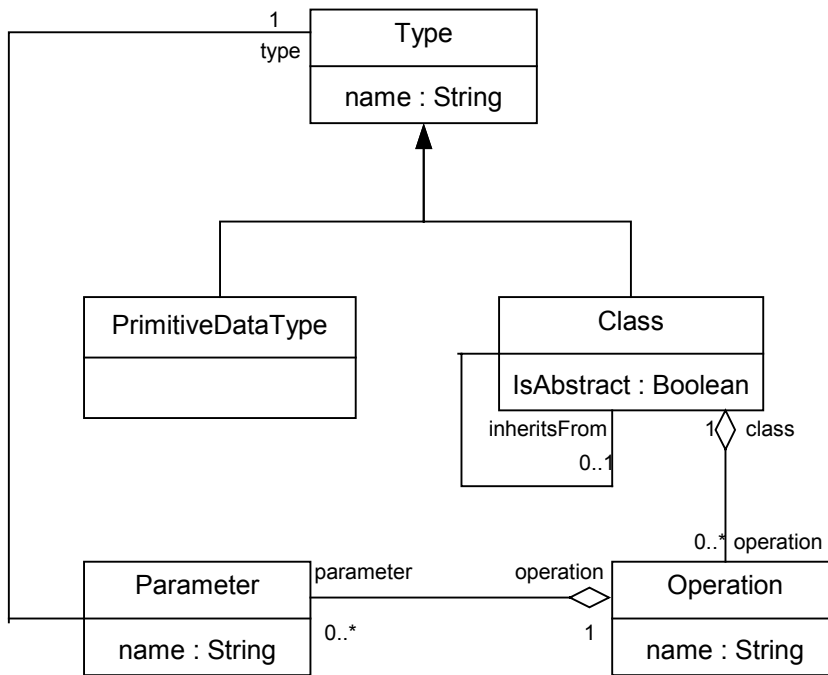 1
type
Type
name : String
PrimitiveDataType
Class
IsAbstract : Boolean
inheritsFrom
0..1
1
class
0..*
operation
Parameter
name : String
parameter
0..*
operation
1
Operation
name : String